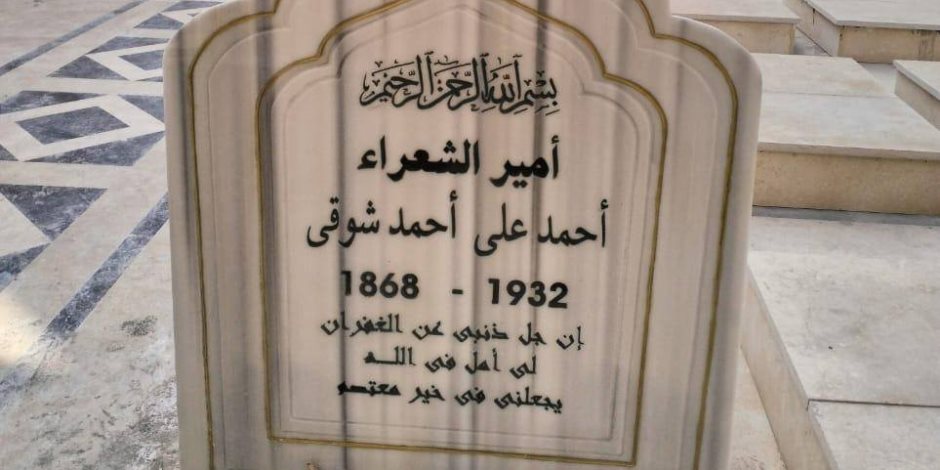 بسم الله الرحمن الرحيم
أمير الشعراء
أحمد على أحمد شوقى
1868 - 1932
إن جل ذنبى عن الغفران
لى أمل فى الله
يجعلنى فى خير معتصم